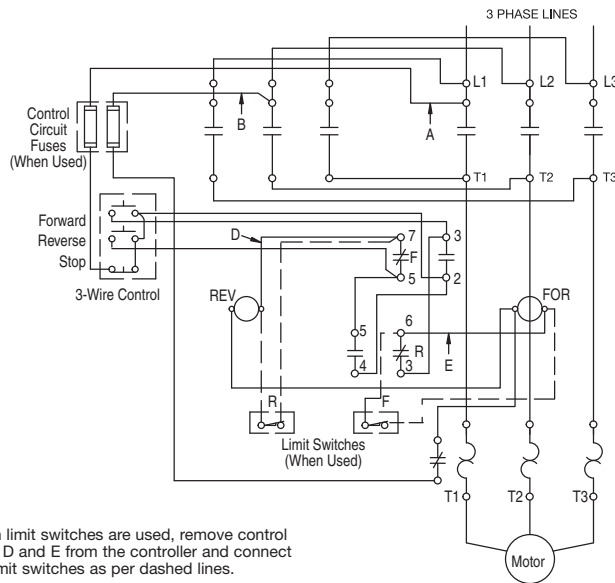 3 PHASE LINES
L1 L2 L3
Control
Circuit
Fuses
(When Used)
B A
T1 T2 T3
Forward
Reverse
Stop
3-Wire Control
D 7 3
F
5 2
REV FOR
5 6
R
4 3 E
R F
Limit Switches
(When Used)
T1 T2 T3
limit switches are used, remove control
D and E from the controller and connect
mit switches as per dashed lines.
Motor